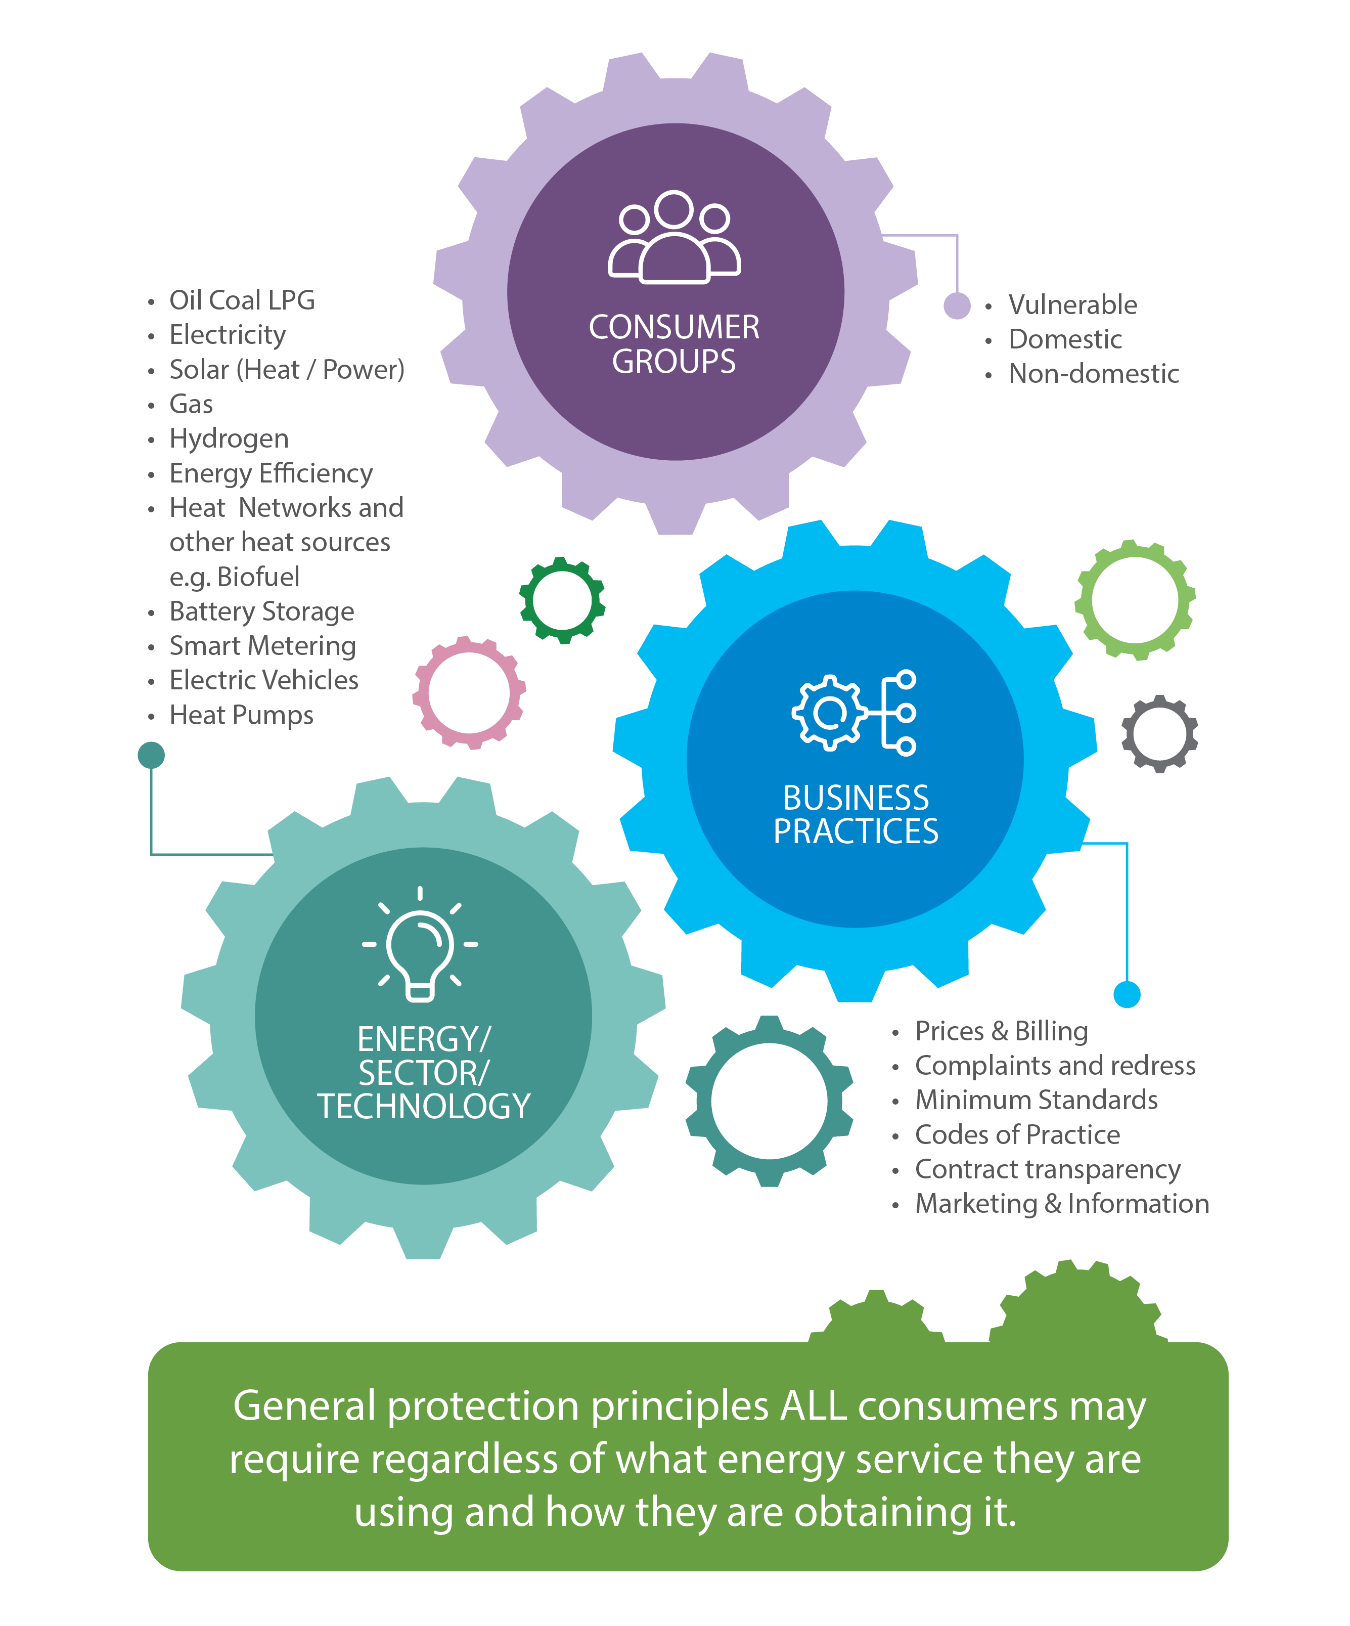 CONSUMER
GROUPS
• Vulnerable
• Domestic
• Non-domestic
• Oil Coal LPG
• Electricity
• Solar (Heat / Power)
• Gas
• Hydrogen
• Energy Efficiency
• Heat  Networks and
other heat sources
e.g. Biofuel
• Battery Storage
• Smart Metering
• Electric Vehicles
• Heat Pumps
BUSINESS
PRACTICES
ENERGY/
SECTOR/
TECHNOLOGY
• Prices & Billing
• Complaints and redress
• Minimum Standards
• Codes of Practice
• Contract transparency
• Marketing & Information
General protection principles ALL consumers may
require regardless of what energy service they are
using and how they are obtaining it.